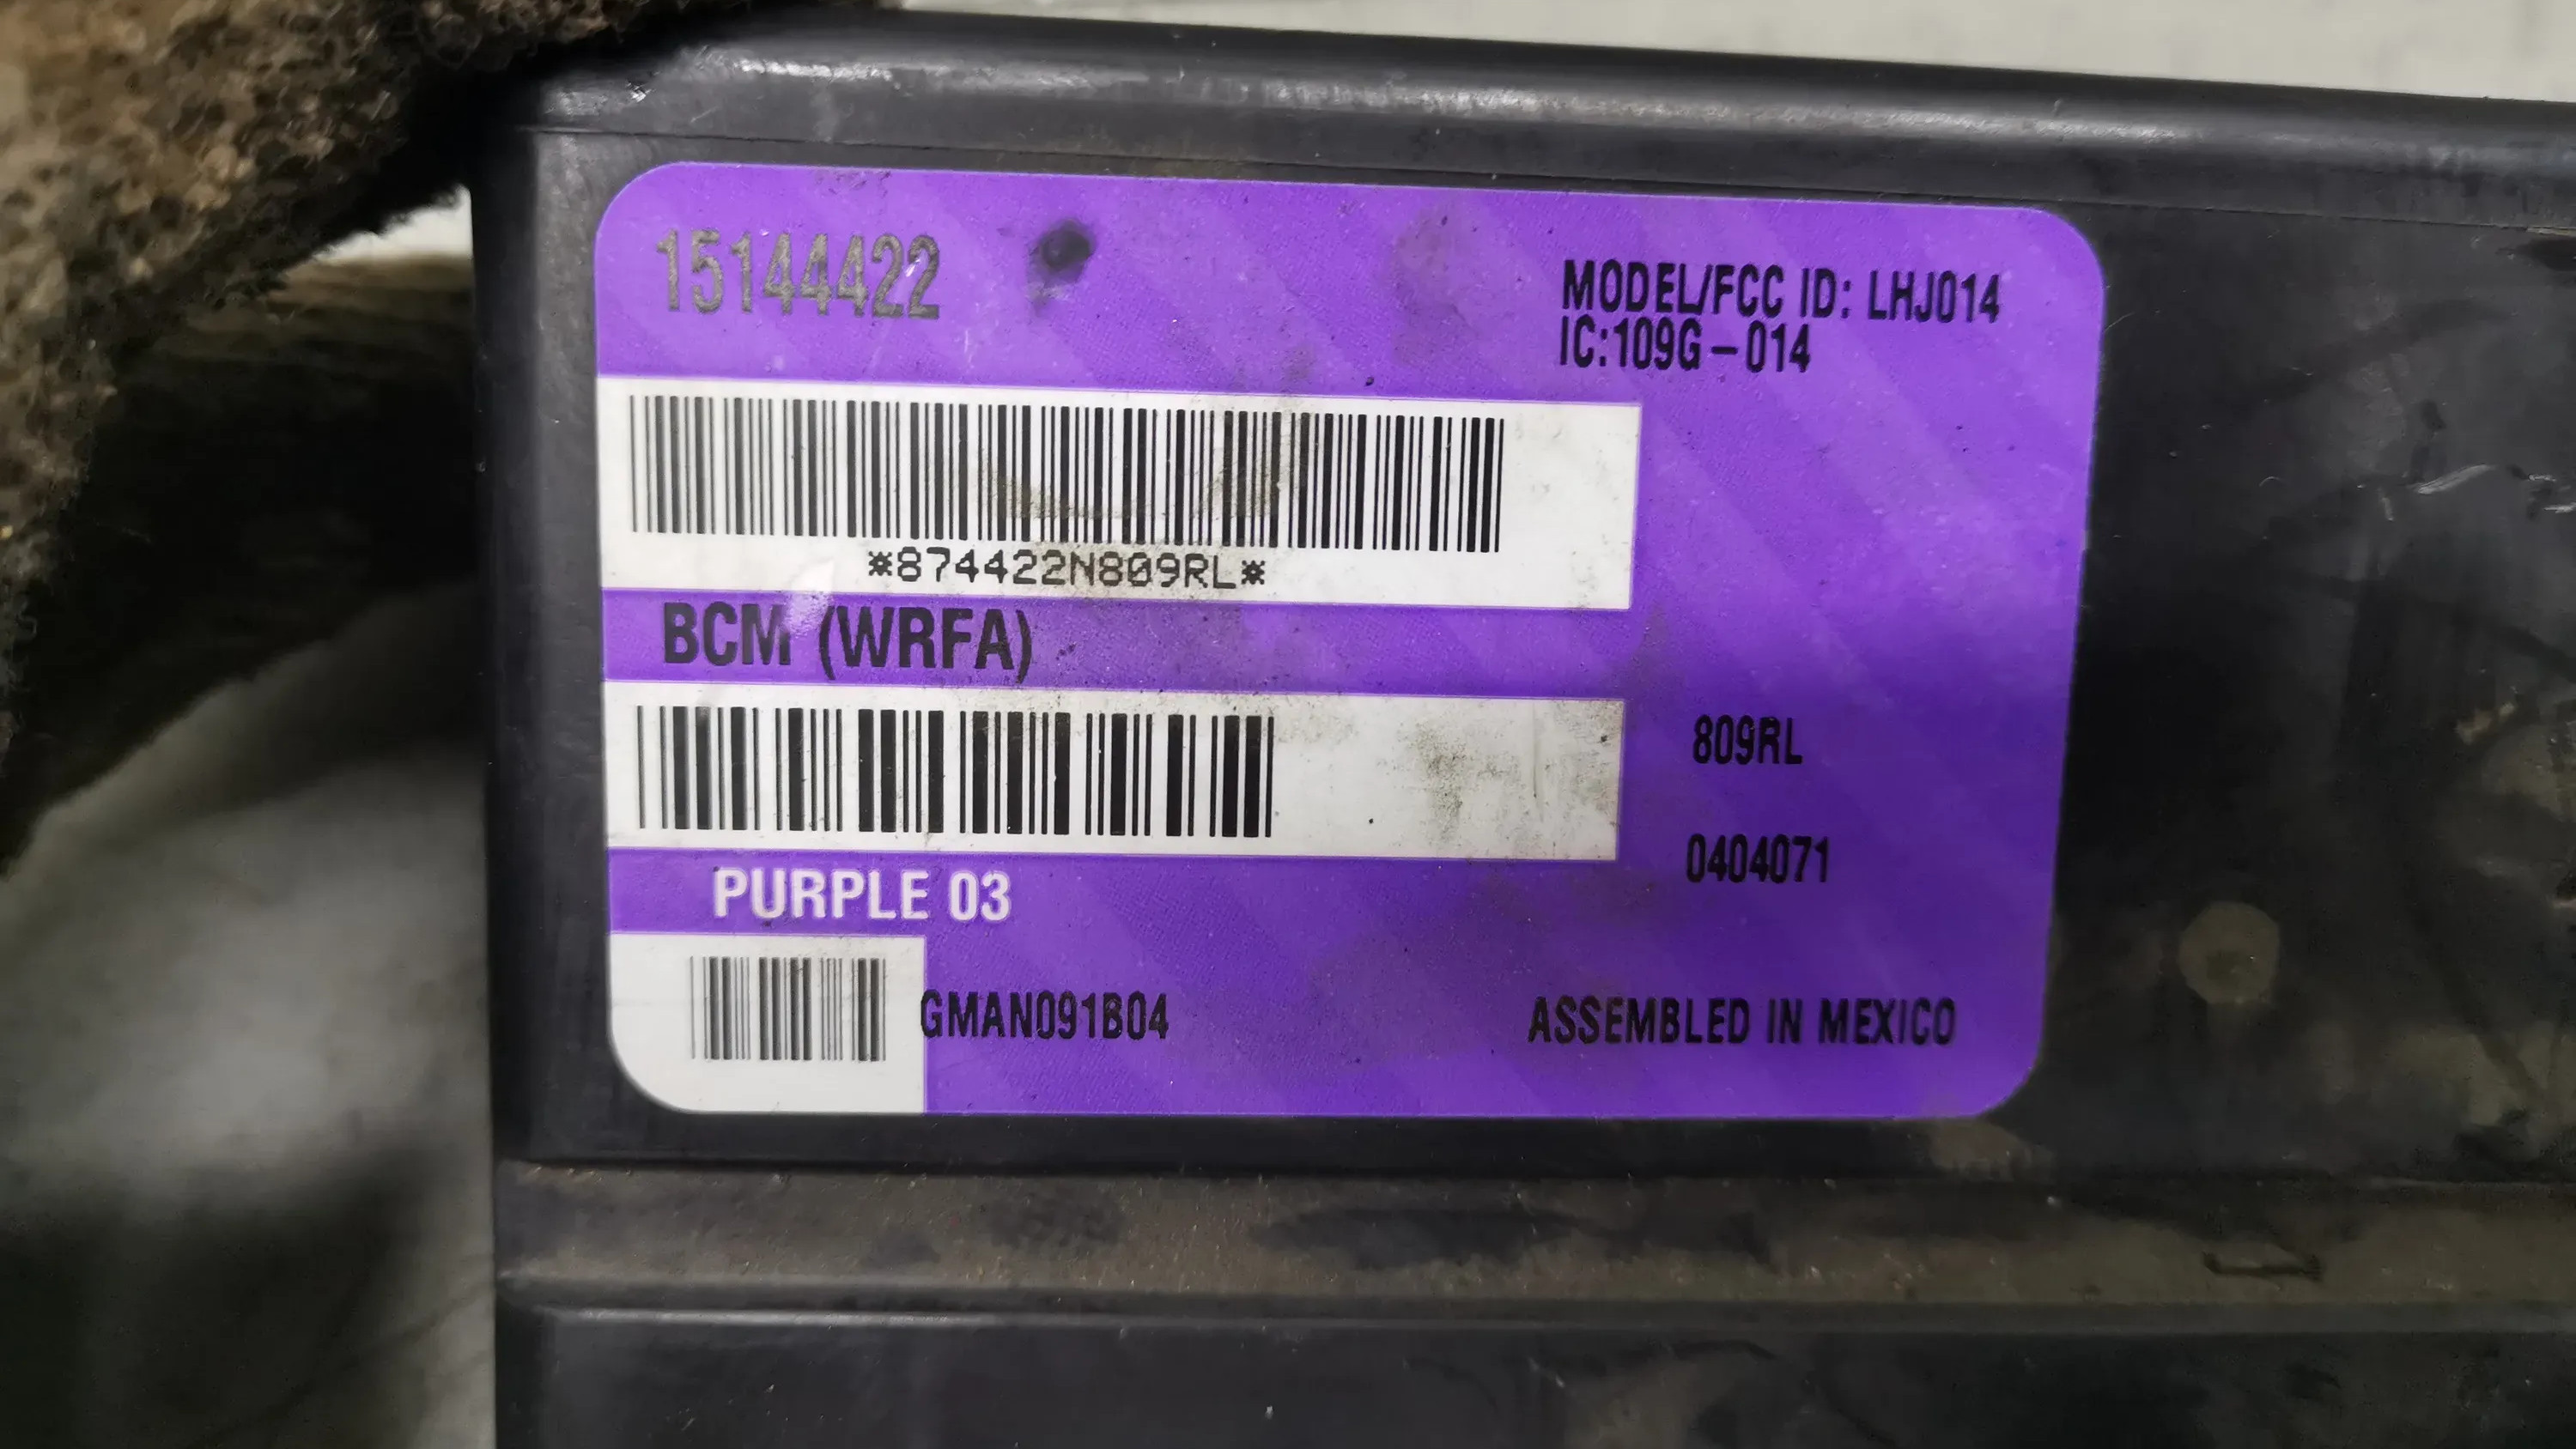 15144422
MODEL/FCC ID: LHJ014
IC:109G-014
*874422N809RL*
BCM (WRFA)
809RL
0404071
PURPLE 03
GMAN091B04
ASSEMBLED IN MEXICO